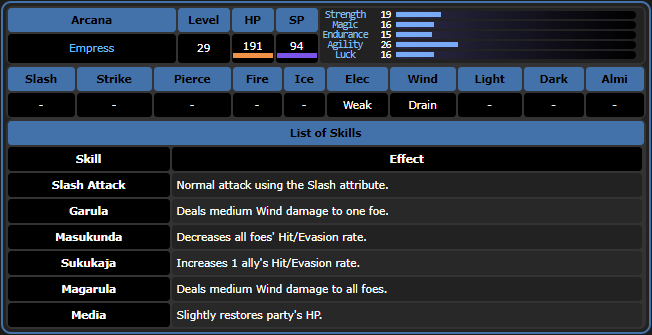 Arcana Level HP SP
Empress 29 191 94
Strength 19
Magic 16
Endurance 15
Agility 26
Luck 16
Slash Strike Pierce Fire Ice Elec Wind Light Dark Almi
- - - - - Weak Drain - - -
List of Skills
Skill Effect
Slash Attack Normal attack using the Slash attribute.
Garula Deals medium Wind damage to one foe.
Masukunda Decreases all foes' Hit/Evasion rate.
Sukukaja Increases 1 ally's Hit/Evasion rate.
Magarula Deals medium Wind damage to all foes.
Media Slightly restores party's HP.